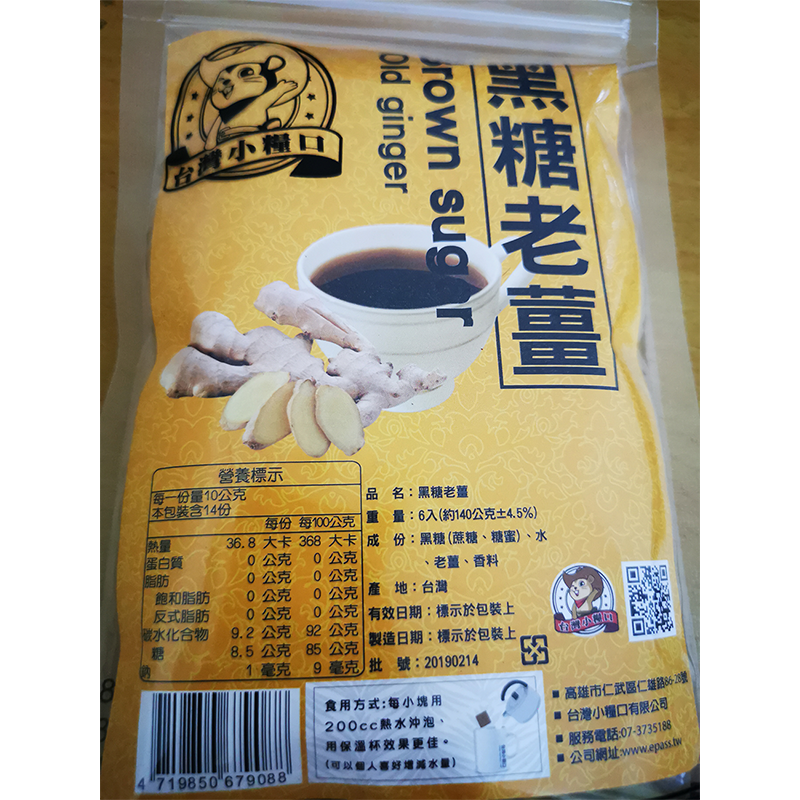 台灣小糧口
黑糖老薑
brown sugar
old ginger
營養標示
每一份量10公克
本包裝含14份
每份 每100公克
熱量 36.8 大卡 368 大卡
蛋白質 0 公克 0 公克
脂肪 0 公克 0 公克
飽和脂肪 0 公克 0 公克
反式脂肪 0 公克 0 公克
碳水化合物 9.2 公克 92 公克
糖 8.5 公克 85 公克
鈉 1 毫克 9 毫克
品 名：黑糖老薑
重 量：6入(約140公克±4.5%)
成 份：黑糖(蔗糖、糖蜜)、水
、老薑、香料
產 地：台灣
有效日期：標示於包裝上
製造日期：標示於包裝上
批 號：20190214
台灣小糧口
4 719850 679088
食用方式:每小塊用
200cc熱水沖泡、
用保溫杯效果更佳。
(可以個人喜好增減水量)
■ 高雄市仁武區仁雄路86-28號
■ 台灣小糧口有限公司
■ 服務電話:07-3735188
■ 公司網址:www.epass.tw